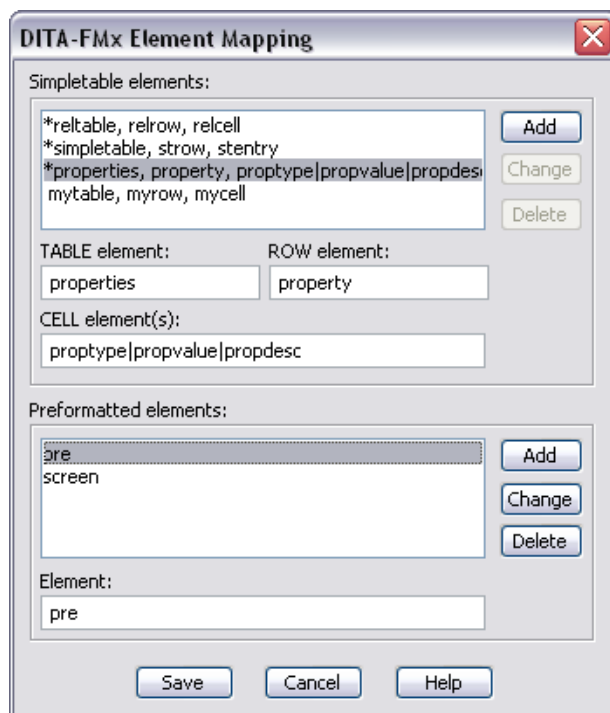 DITA-FMx Element Mapping
Simpletable elements:
*reltable, relrow, relcell
*simpletable, strow, stentry
*properties, property, proptype|propvalue|propdesc
mytable, myrow, mycell
Add
Change
Delete
TABLE element:
ROW element:
properties
property
CELL element(s):
proptype|propvalue|propdesc
Preformatted elements:
pre
screen
Add
Change
Delete
Element:
pre
Save
Cancel
Help